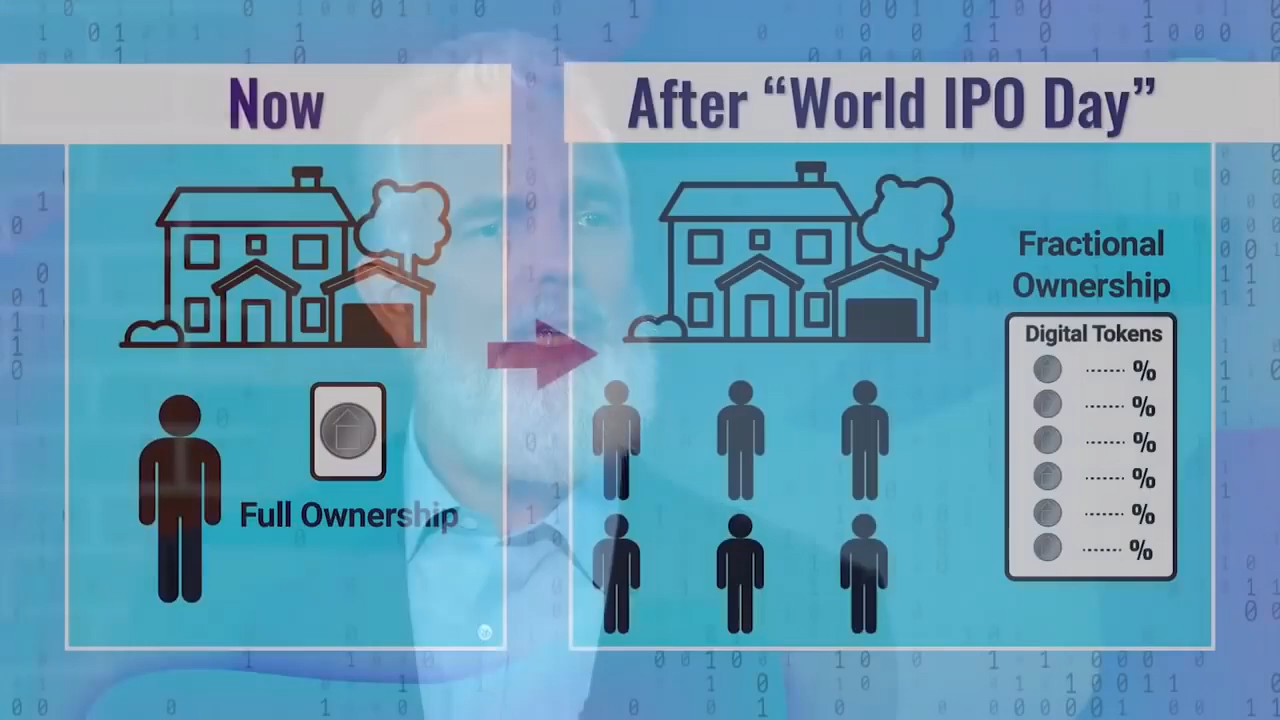 Now
After “World IPO Day”
Full Ownership
Fractional
Ownership
Digital Tokens
....... %
....... %
....... %
....... %
....... %
....... %